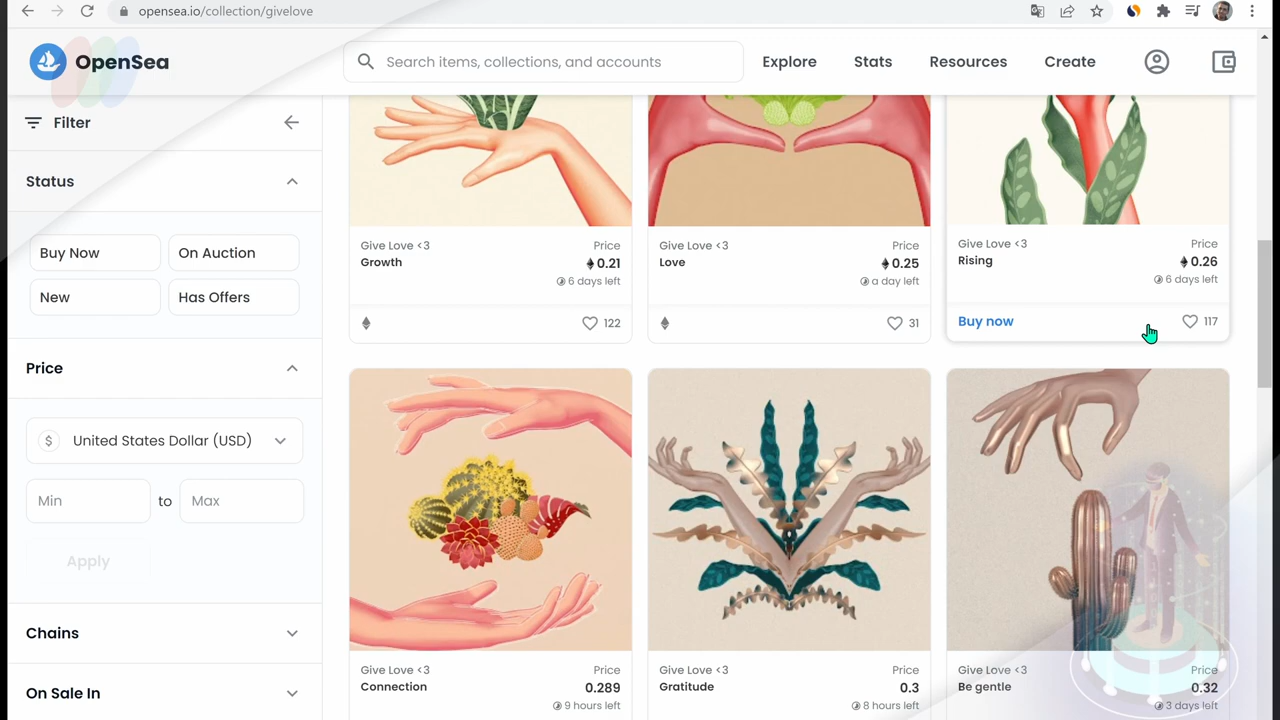 opensea.io/collection/givelove
OpenSea
Search items, collections, and accounts
Explore
Stats
Resources
Create
Filter
Status
Buy Now
On Auction
New
Has Offers
Price
$ United States Dollar (USD)
Min
to
Max
Apply
Chains
On Sale In
Give Love <3
Price
Growth
0.21
6 days left
122
Give Love <3
Price
Love
0.25
a day left
31
Give Love <3
Price
Rising
0.26
6 days left
Buy now
117
Give Love <3
Price
Connection
0.289
9 hours left
Give Love <3
Price
Gratitude
0.3
8 hours left
Give Love <3
Price
Be gentle
0.32
3 days left